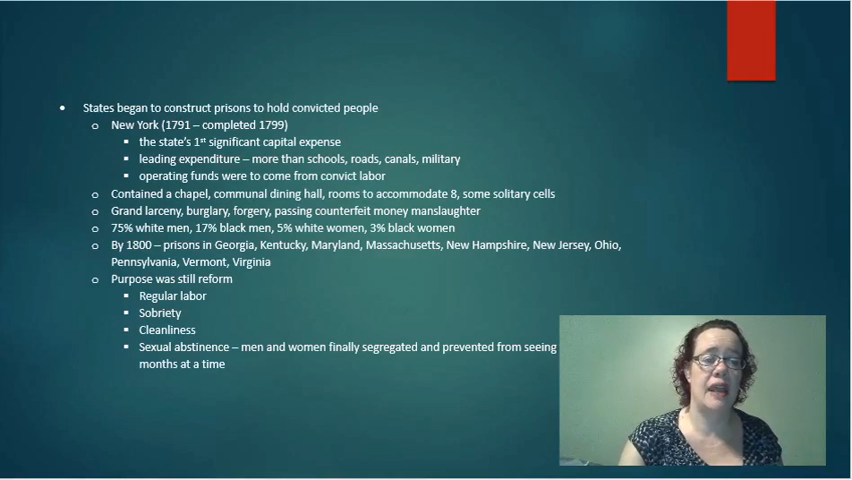 • States began to construct prisons to hold convicted people
o New York (1791 – completed 1799)
▪ the state's 1st significant capital expense
▪ leading expenditure – more than schools, roads, canals, military
▪ operating funds were to come from convict labor
o Contained a chapel, communal dining hall, rooms to accommodate 8, some solitary cells
o Grand larceny, burglary, forgery, passing counterfeit money manslaughter
o 75% white men, 17% black men, 5% white women, 3% black women
o By 1800 – prisons in Georgia, Kentucky, Maryland, Massachusetts, New Hampshire, New Jersey, Ohio,
Pennsylvania, Vermont, Virginia
o Purpose was still reform
▪ Regular labor
▪ Sobriety
▪ Cleanliness
▪ Sexual abstinence – men and women finally segregated and prevented from seeing
months at a time